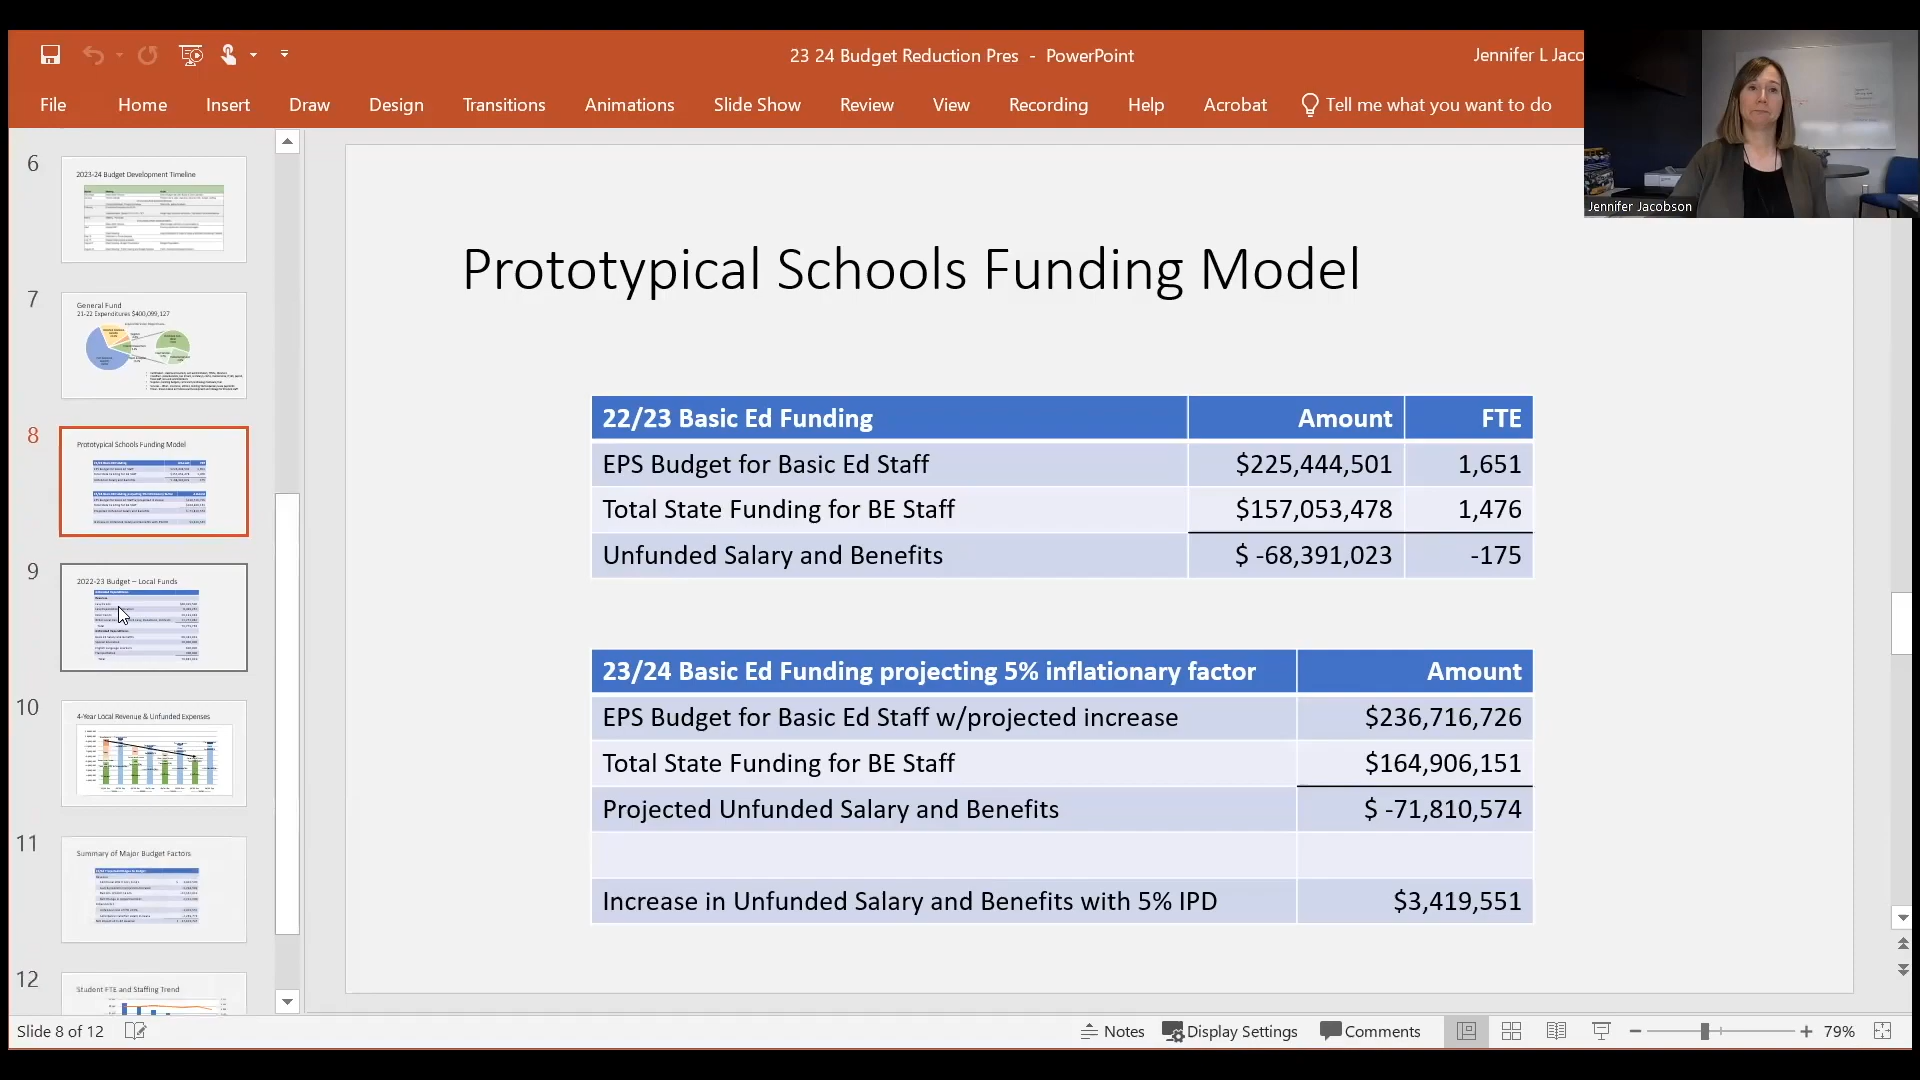 23 24 Budget Reduction Pres - PowerPoint
Jennifer L Jaco
File Home Insert Draw Design Transitions Animations Slide Show Review View Recording Help Acrobat Tell me what you want to do
Jennifer Jacobson
6
2023-24 Budget Development Timeline
7
General Fund
21-22 Expenditures $400,099,127
8
Prototypical Schools Funding Model
9
2022-23 Budget – Local Funds
10
4-Year Local Revenue & Unfunded Expenses
11
Summary of Major Budget Factors
12
Student FTE and Staffing Trend
Prototypical Schools Funding Model
22/23 Basic Ed Funding Amount FTE
EPS Budget for Basic Ed Staff $225,444,501 1,651
Total State Funding for BE Staff $157,053,478 1,476
Unfunded Salary and Benefits $ -68,391,023 -175
23/24 Basic Ed Funding projecting 5% inflationary factor Amount
EPS Budget for Basic Ed Staff w/projected increase $236,716,726
Total State Funding for BE Staff $164,906,151
Projected Unfunded Salary and Benefits $ -71,810,574
Increase in Unfunded Salary and Benefits with 5% IPD $3,419,551
Slide 8 of 12 Notes Display Settings Comments 79%